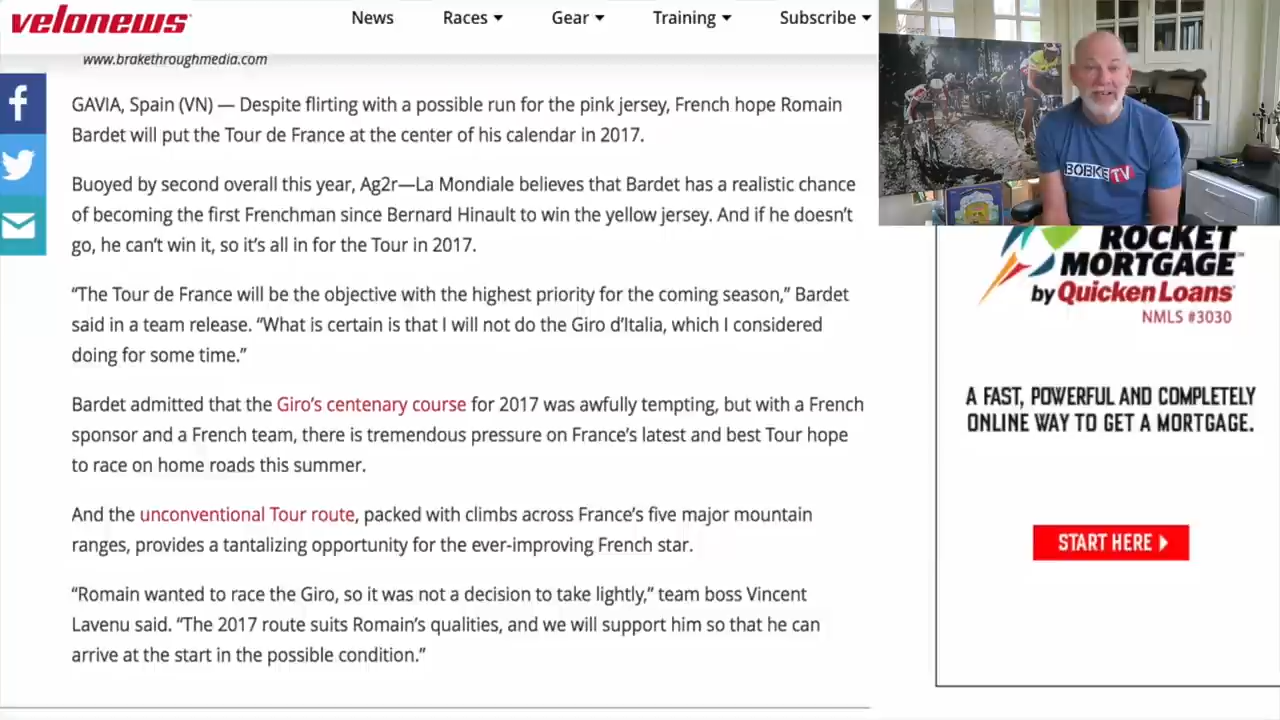 velonews
News
Races
Gear
Training
Subscribe
www.brakethroughmedia.com
GAVIA, Spain (VN) — Despite flirting with a possible run for the pink jersey, French hope Romain
Bardet will put the Tour de France at the center of his calendar in 2017.
Buoyed by second overall this year, Ag2r—La Mondiale believes that Bardet has a realistic chance
of becoming the first Frenchman since Bernard Hinault to win the yellow jersey. And if he doesn't
go, he can't win it, so it's all in for the Tour in 2017.
“The Tour de France will be the objective with the highest priority for the coming season,” Bardet
said in a team release. “What is certain is that I will not do the Giro d'Italia, which I considered
doing for some time.”
Bardet admitted that the Giro's centenary course for 2017 was awfully tempting, but with a French
sponsor and a French team, there is tremendous pressure on France's latest and best Tour hope
to race on home roads this summer.
And the unconventional Tour route, packed with climbs across France's five major mountain
ranges, provides a tantalizing opportunity for the ever-improving French star.
“Romain wanted to race the Giro, so it was not a decision to take lightly,” team boss Vincent
Lavenu said. “The 2017 route suits Romain's qualities, and we will support him so that he can
arrive at the start in the possible condition.”
BOBKE TV
ROCKET
MORTGAGE
by Quicken Loans
NMLS #3030
A FAST, POWERFUL AND COMPLETELY
ONLINE WAY TO GET A MORTGAGE.
START HERE